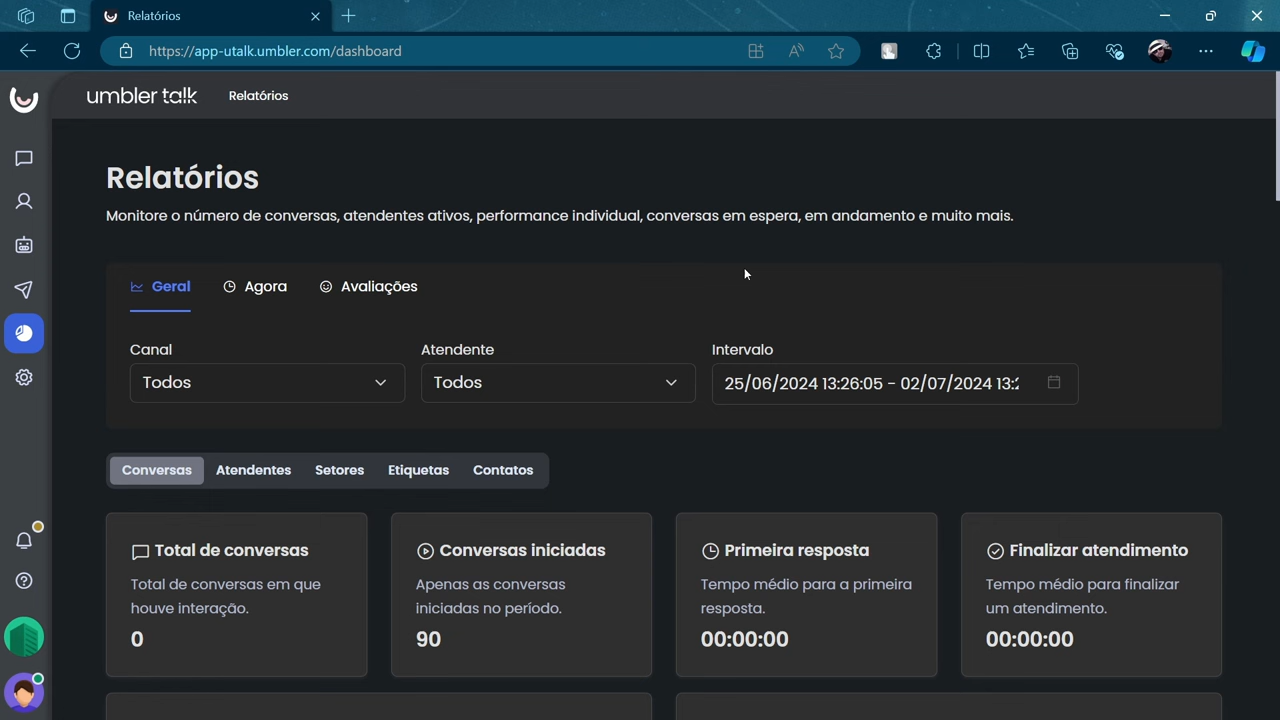 Relatórios
https://app-utalk.umbler.com/dashboard
umbler talk
Relatórios
Relatórios
Monitore o número de conversas, atendentes ativos, performance individual, conversas em espera, em andamento e muito mais.
Geral
Agora
Avaliações
Canal
Atendente
Intervalo
Todos
Todos
25/06/2024 13:26:05 - 02/07/2024 13:
Conversas
Atendentes
Setores
Etiquetas
Contatos
Total de conversas
Total de conversas em que
houve interação.
0
Conversas iniciadas
Apenas as conversas
iniciadas no período.
90
Primeira resposta
Tempo médio para a primeira
resposta.
00:00:00
Finalizar atendimento
Tempo médio para finalizar
um atendimento.
00:00:00